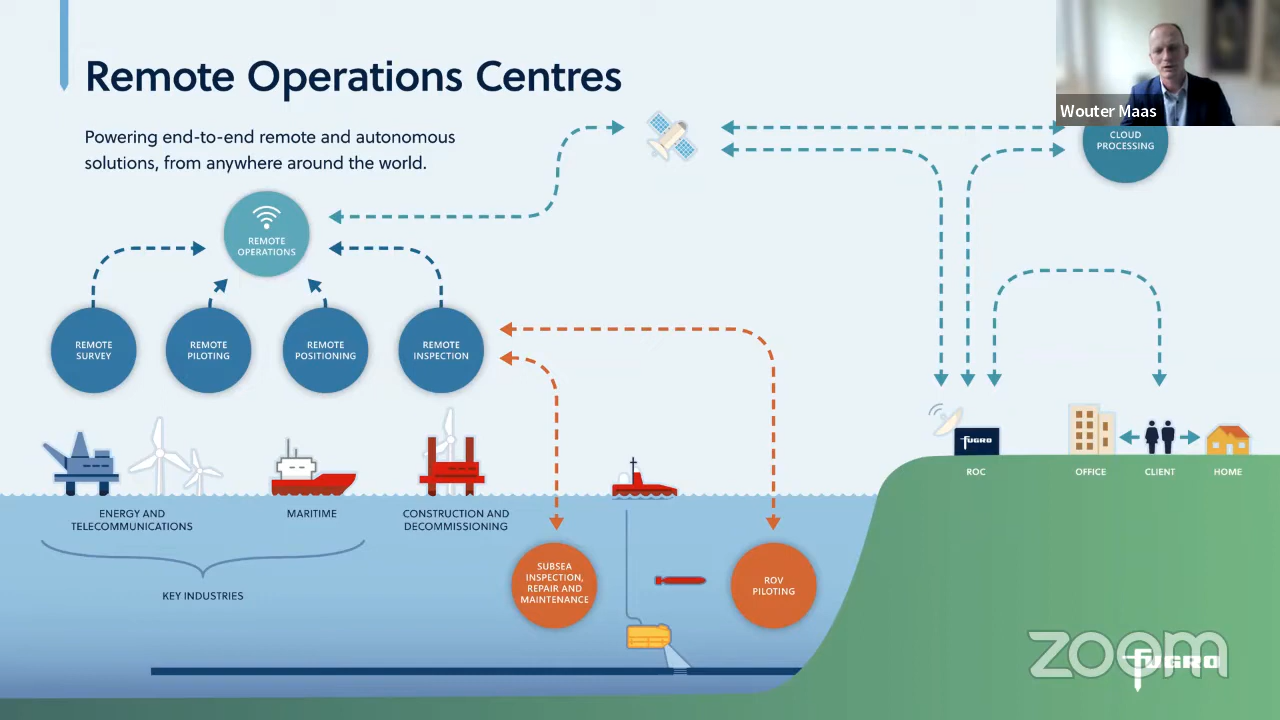 Remote Operations Centres
Wouter Maas
Powering end-to-end remote and autonomous
solutions, from anywhere around the world.
CLOUD
PROCESSING
REMOTE
OPERATIONS
REMOTE
SURVEY
REMOTE
PILOTING
REMOTE
POSITIONING
REMOTE
INSPECTION
FUGRO
ROC
OFFICE
CLIENT
HOME
ENERGY AND
TELECOMMUNICATIONS
MARITIME
CONSTRUCTION AND
DECOMMISSIONING
KEY INDUSTRIES
SUBSEA
INSPECTION,
REPAIR AND
MAINTENANCE
ROV
PILOTING
zoom
FUGRO